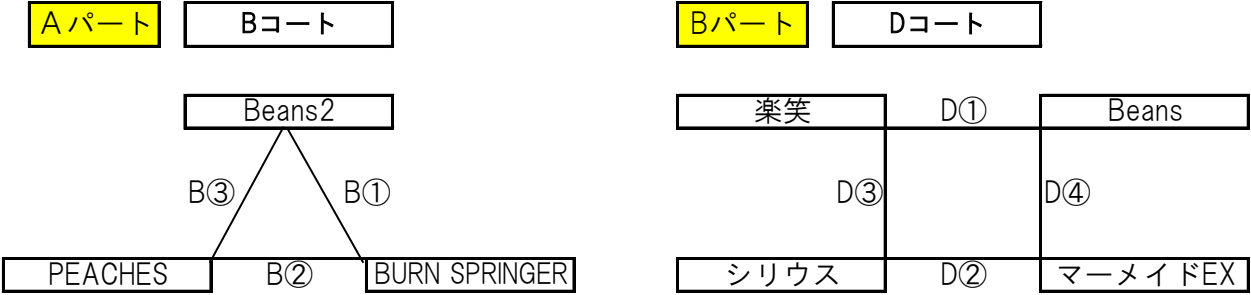 Aパート Bコート Bパート Dコート
Beans2 楽笑 D① Beans
B③ B① D③ D④
PEACHES B② BURN SPRINGER シリウス D② マーメイドEX